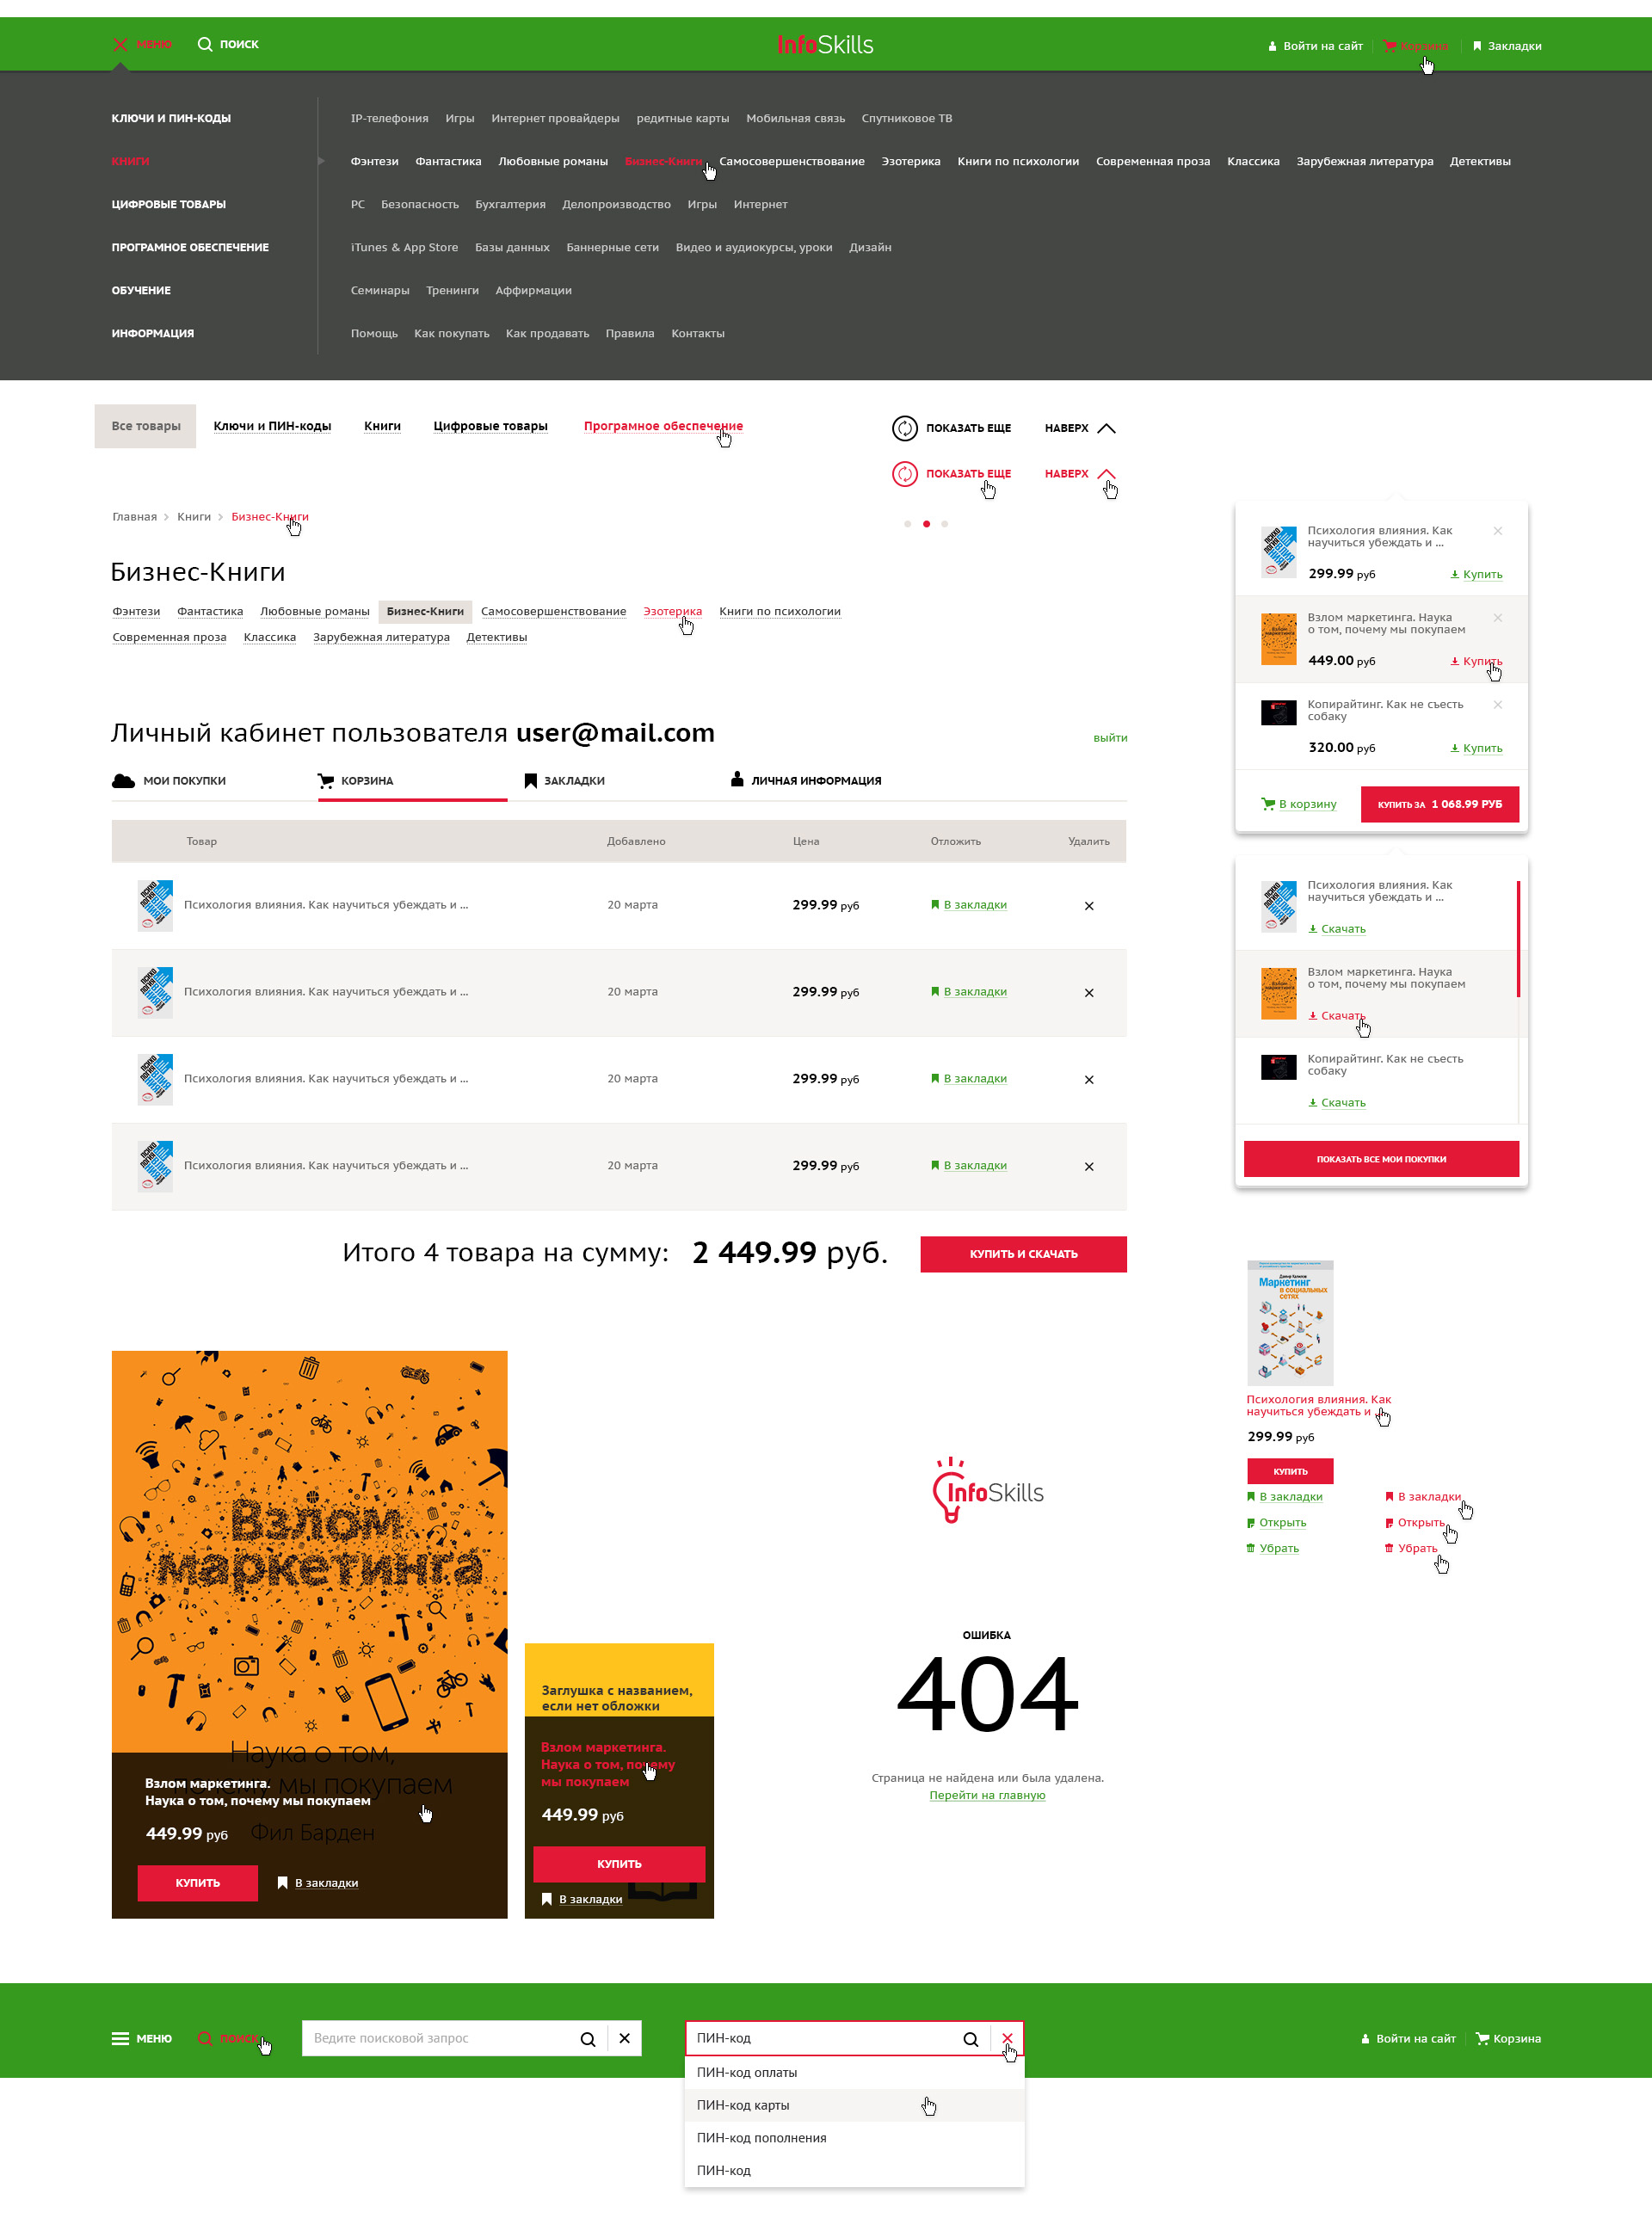 МЕНЮ ПОИСК InfoSkills Войти на сайт Корзина Закладки
КЛЮЧИ И ПИН-КОДЫ IP-телефония Игры Интернет провайдеры редитные карты Мобильная связь Спутниковое ТВ
КНИГИ Фэнтези Фантастика Любовные романы Бизнес-Книги Самосовершенствование Эзотерика Книги по психологии Современная проза Классика Зарубежная литература Детективы
ЦИФРОВЫЕ ТОВАРЫ PC Безопасность Бухгалтерия Делопроизводство Игры Интернет
ПРОГРАМНОЕ ОБЕСПЕЧЕНИЕ iTunes & App Store Базы данных Баннерные сети Видео и аудиокурсы, уроки Дизайн
ОБУЧЕНИЕ Семинары Тренинги Аффирмации
ИНФОРМАЦИЯ Помощь Как покупать Как продавать Правила Контакты
Все товары Ключи и ПИН-коды Книги Цифровые товары Програмное обеспечение
ПОКАЗАТЬ ЕЩЕ НАВЕРХ
ПОКАЗАТЬ ЕЩЕ НАВЕРХ
Главная Книги Бизнес-Книги
Бизнес-Книги
Фэнтези Фантастика Любовные романы Бизнес-Книги Самосовершенствование Эзотерика Книги по психологии
Современная проза Классика Зарубежная литература Детективы
Личный кабинет пользователя user@mail.com
выйти
МОИ ПОКУПКИ КОРЗИНА ЗАКЛАДКИ ЛИЧНАЯ ИНФОРМАЦИЯ
Товар Добавлено Цена Отложить Удалить
Психология влияния. Как научиться убеждать и ... 20 марта 299.99 руб В закладки
Психология влияния. Как научиться убеждать и ... 20 марта 299.99 руб В закладки
Психология влияния. Как научиться убеждать и ... 20 марта 299.99 руб В закладки
Психология влияния. Как научиться убеждать и ... 20 марта 299.99 руб В закладки
Итого 4 товара на сумму: 2 449.99 руб. КУПИТЬ И СКАЧАТЬ
Психология влияния. Как
научиться убеждать и ...
299.99 руб Купить
Взлом маркетинга. Наука
о том, почему мы покупаем
449.00 руб Купить
Копирайтинг. Как не съесть
собаку
320.00 руб Купить
В корзину КУПИТЬ ЗА 1 068.99 РУБ
Психология влияния. Как
научиться убеждать и ...
Скачать
Взлом маркетинга. Наука
о том, почему мы покупаем
Скачать
Копирайтинг. Как не съесть
собаку
Скачать
ПОКАЗАТЬ ВСЕ МОИ ПОКУПКИ
Маркетинг
в социальных
сетях
Психология влияния. Как
научиться убеждать и
299.99 руб
КУПИТЬ
В закладки В закладки
Открыть Открыть
Убрать Убрать
Взлом
маркетинга
Наука о том,
мы покупаем
Фил Барден
Взлом маркетинга.
Наука о том, почему мы покупаем
449.99 руб
КУПИТЬ В закладки
Заглушка с названием,
если нет обложки
Взлом маркетинга.
Наука о том, почему
мы покупаем
449.99 руб
КУПИТЬ
В закладки
InfoSkills
ОШИБКА
404
Страница не найдена или была удалена.
Перейти на главную
МЕНЮ ПОИСК Ведите поисковой запрос ПИН-код Войти на сайт Корзина
ПИН-код оплаты
ПИН-код карты
ПИН-код пополнения
ПИН-код